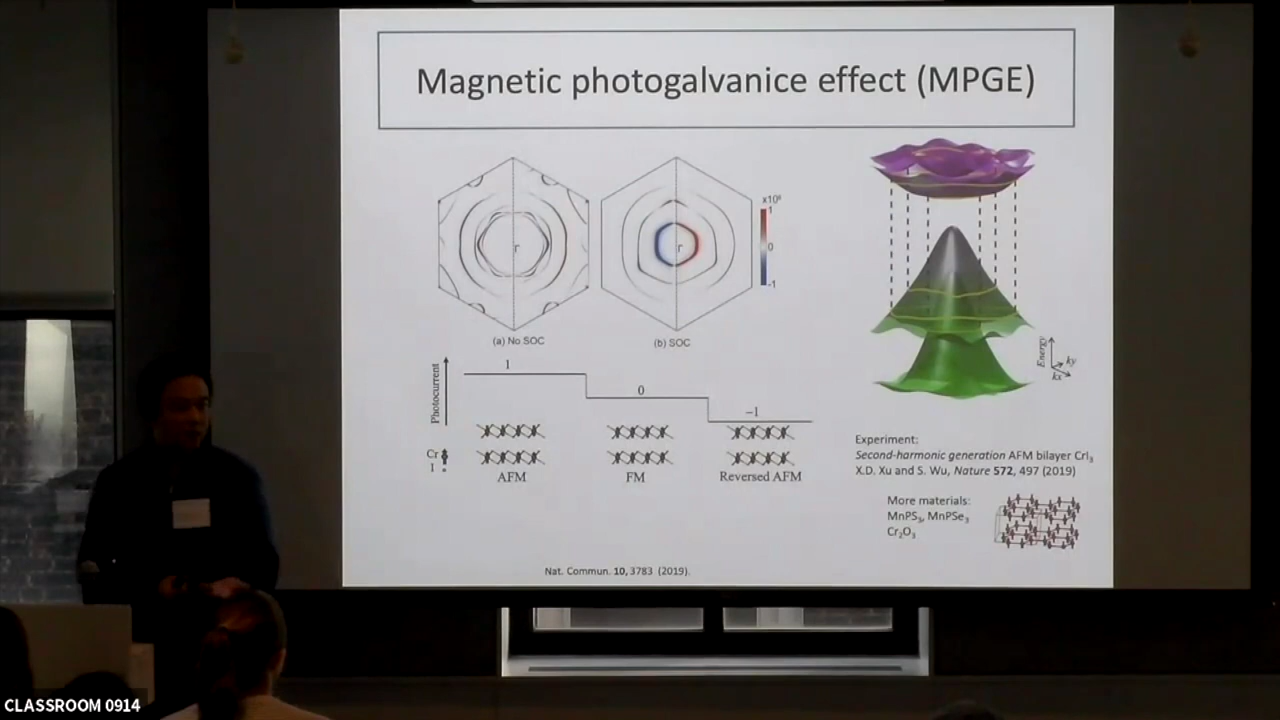 Magnetic photogalvanice effect (MPGE)
Γ
Γ
x10⁶
1
0
-1
(a) No SOC
(b) SOC
Photocurrent
1
0
−1
Cr
I
AFM
FM
Reversed AFM
Energy
ky
kx
Experiment:
Second-harmonic generation AFM bilayer CrI₃
X.D. Xu and S. Wu, Nature 572, 497 (2019)
More materials:
MnPS₃, MnPSe₃
Cr₂O₃
Nat. Commun. 10, 3783 (2019).
CLASSROOM 0914